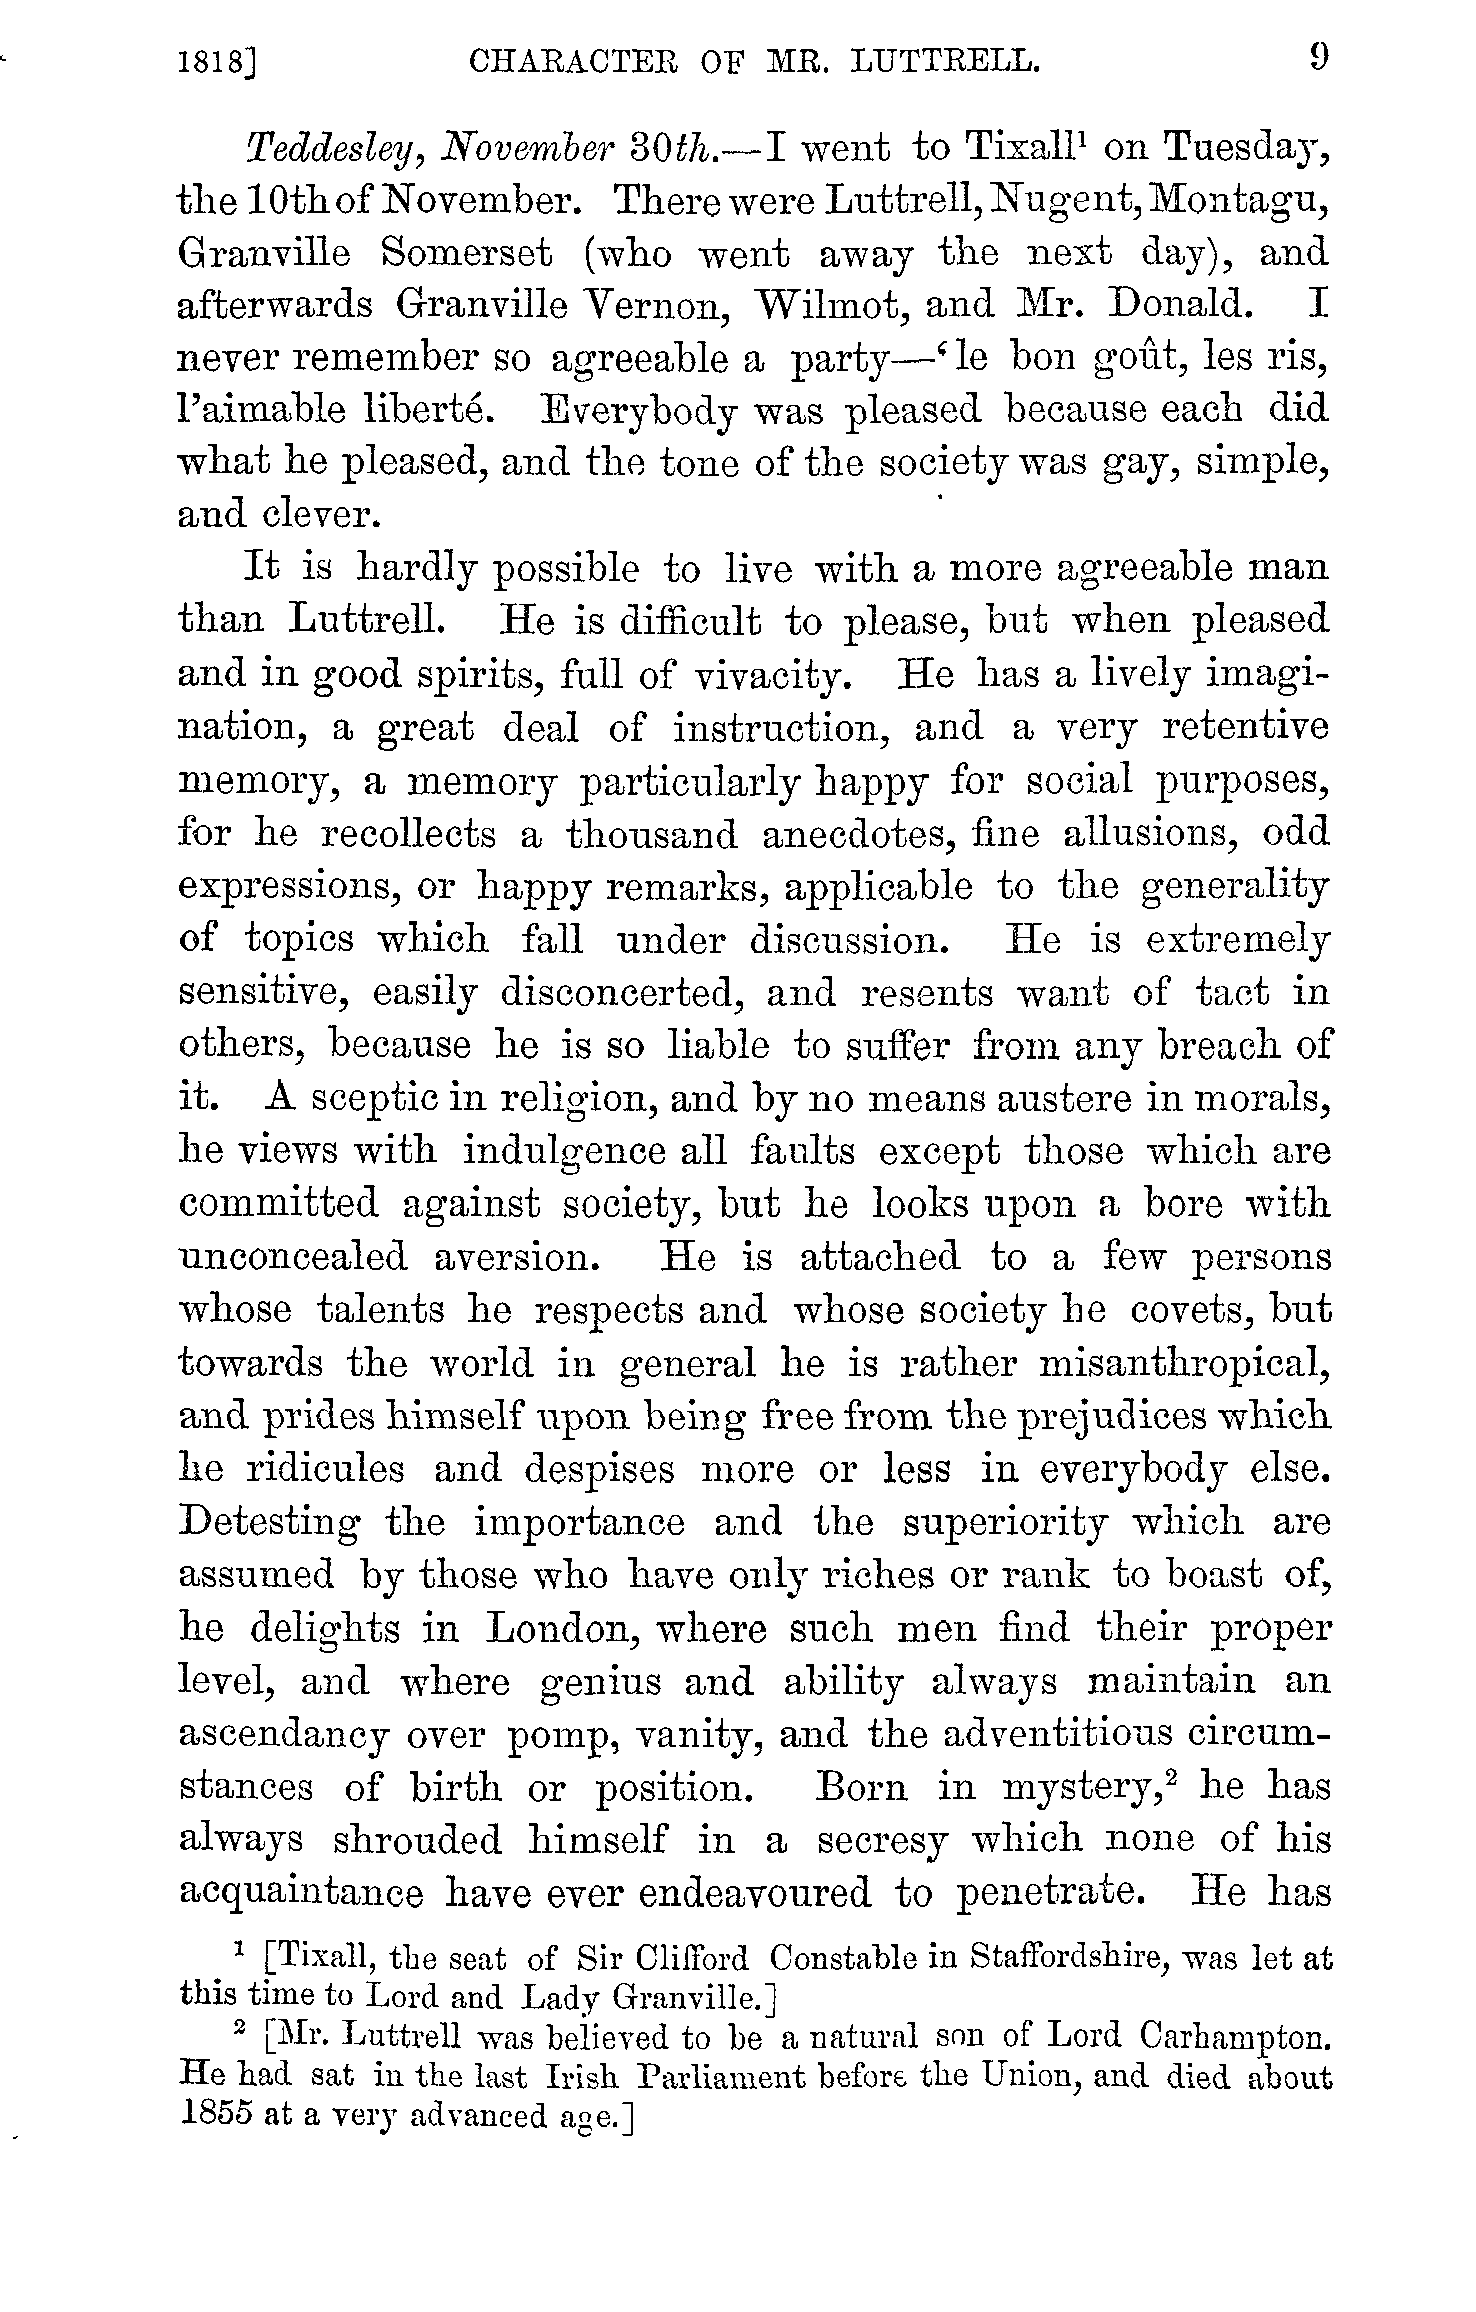 1818] CHARACTER OF MR. LUTTRELL. 9
Teddesley, November 30th.—I went to Tixall¹ on Tuesday,
the 10th of November. There were Luttrell, Nugent, Montagu,
Granville Somerset (who went away the next day), and
afterwards Granville Vernon, Wilmot, and Mr. Donald. I
never remember so agreeable a party—‘le bon goût, les ris,
l’aimable liberté. Everybody was pleased because each did
what he pleased, and the tone of the society was gay, simple,
and clever.
It is hardly possible to live with a more agreeable man
than Luttrell. He is difficult to please, but when pleased
and in good spirits, full of vivacity. He has a lively imagi-
nation, a great deal of instruction, and a very retentive
memory, a memory particularly happy for social purposes,
for he recollects a thousand anecdotes, fine allusions, odd
expressions, or happy remarks, applicable to the generality
of topics which fall under discussion. He is extremely
sensitive, easily disconcerted, and resents want of tact in
others, because he is so liable to suffer from any breach of
it. A sceptic in religion, and by no means austere in morals,
he views with indulgence all faults except those which are
committed against society, but he looks upon a bore with
unconcealed aversion. He is attached to a few persons
whose talents he respects and whose society he covets, but
towards the world in general he is rather misanthropical,
and prides himself upon being free from the prejudices which
he ridicules and despises more or less in everybody else.
Detesting the importance and the superiority which are
assumed by those who have only riches or rank to boast of,
he delights in London, where such men find their proper
level, and where genius and ability always maintain an
ascendancy over pomp, vanity, and the adventitious circum-
stances of birth or position. Born in mystery,² he has
always shrouded himself in a secresy which none of his
acquaintance have ever endeavoured to penetrate. He has
¹ [Tixall, the seat of Sir Clifford Constable in Staffordshire, was let at
this time to Lord and Lady Granville.]
² [Mr. Luttrell was believed to be a natural son of Lord Carhampton.
He had sat in the last Irish Parliament before the Union, and died about
1855 at a very advanced age.]